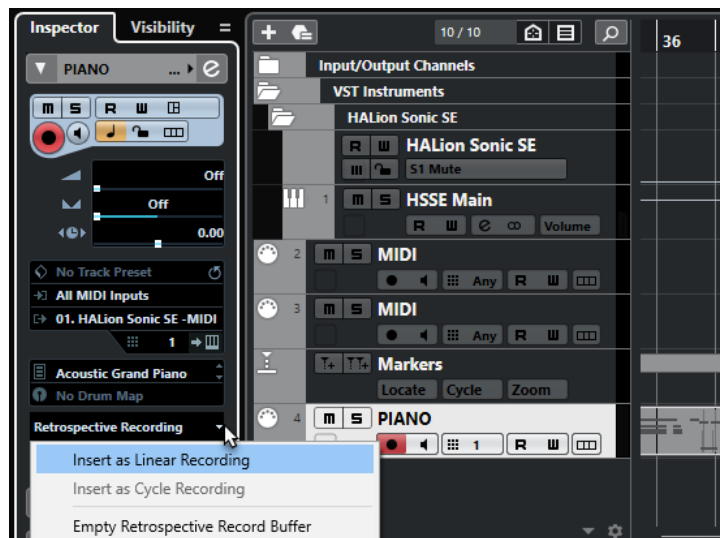 Inspector
Visibility
PIANO
...
e
m S R W
Off
Off
0.00
No Track Preset
All MIDI Inputs
01. HALion Sonic SE -MIDI
1
Acoustic Grand Piano
No Drum Map
Retrospective Recording
Insert as Linear Recording
Insert as Cycle Recording
Empty Retrospective Record Buffer
10 / 10
Input/Output Channels
VST Instruments
HALion Sonic SE
R W HALion Sonic SE
S1 Mute
1 m S HSSE Main
R W e Volume
2 m S MIDI
Any R W
3 m S MIDI
Any R W
Markers
Locate Cycle Zoom
4 m S PIANO
1 R W
36